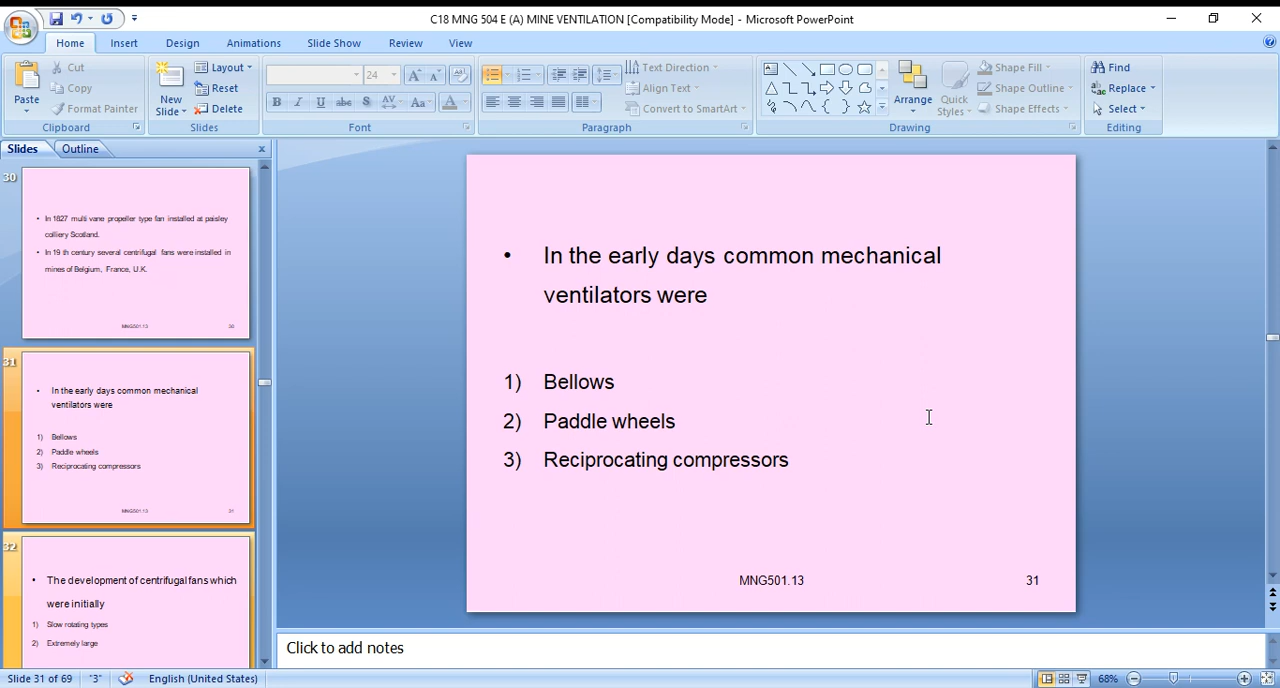 C18 MNG 504 E (A) MINE VENTILATION [Compatibility Mode] - Microsoft PowerPoint
Home Insert Design Animations Slide Show Review View
Paste
Cut
Copy
Format Painter
Clipboard
New Slide
Layout
Reset
Delete
Slides
24
B I U abc S AV Aa A
Font
Text Direction
Align Text
Convert to SmartArt
Paragraph
Arrange
Quick Styles
Shape Fill
Shape Outline
Shape Effects
Drawing
Find
Replace
Select
Editing
Slides Outline
30
• In 1827 multi vane propeller type fan installed at paisley
colliery Scotland.
• In 19 th century several centrifugal fans were installed in
mines of Belgium, France, U.K.
MNG501.13 30
31
• In the early days common mechanical
ventilators were
1) Bellows
2) Paddle wheels
3) Reciprocating compressors
MNG501.13 31
32
• The development of centrifugal fans which
were initially
1) Slow rotating types
2) Extremely large
• In the early days common mechanical
ventilators were
1) Bellows
2) Paddle wheels
3) Reciprocating compressors
MNG501.13 31
Click to add notes
Slide 31 of 69 "3" English (United States) 68%